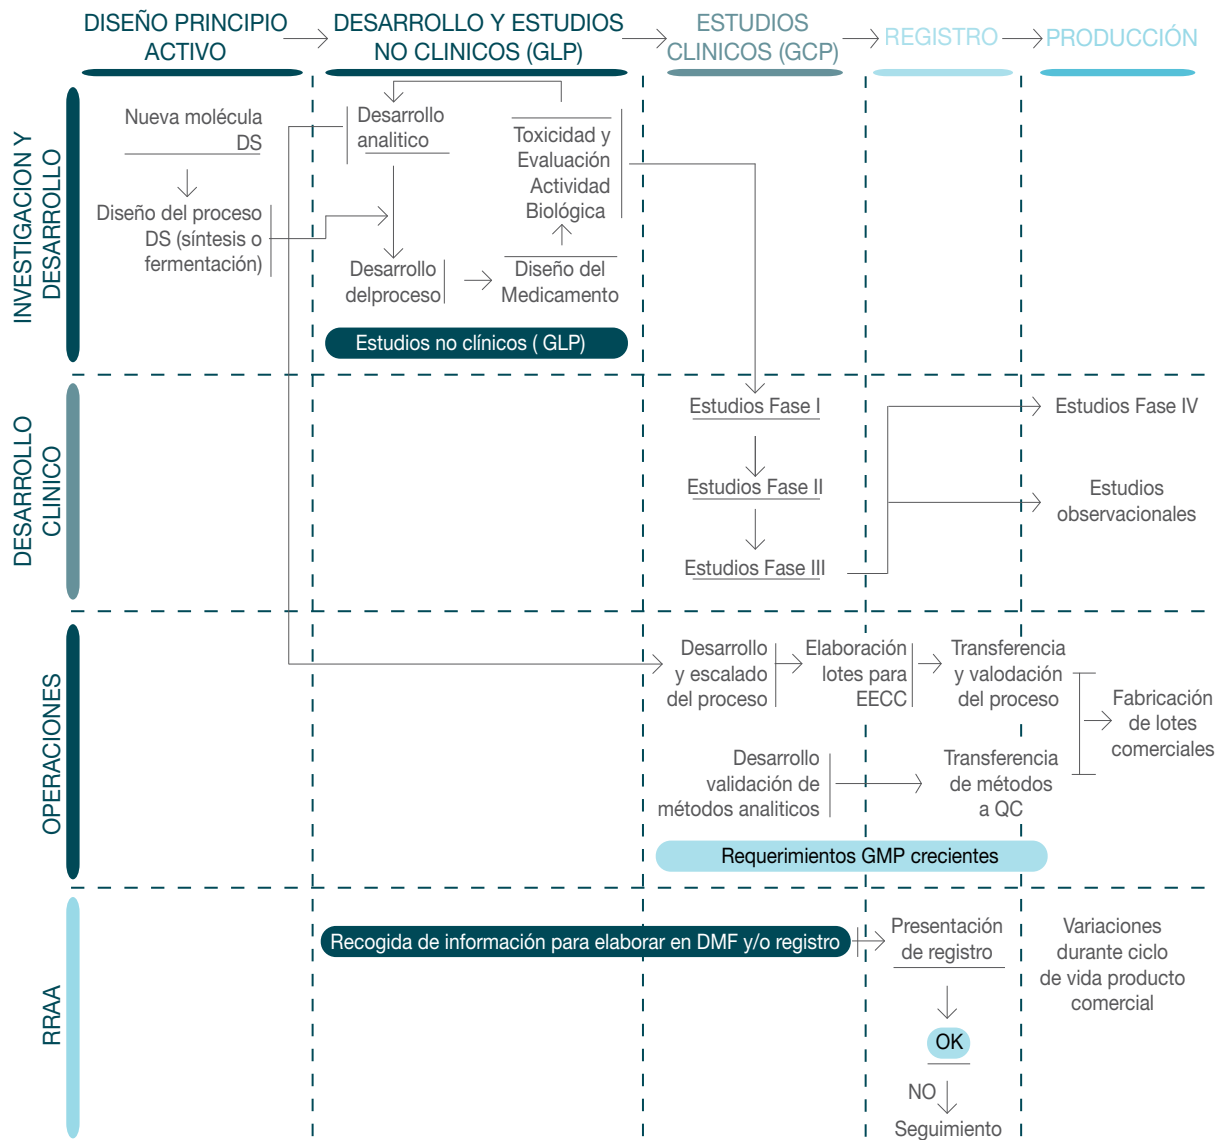 DISEÑO PRINCIPIO
ACTIVO
DESARROLLO Y ESTUDIOS
NO CLINICOS (GLP)
ESTUDIOS
CLINICOS (GCP)
REGISTRO
PRODUCCIÓN
INVESTIGACION Y
DESARROLLO
Nueva molécula
DS
Diseño del proceso
DS (síntesis o
fermentación)
Desarrollo
analitico
Toxicidad y
Evaluación
Actividad
Biológica
Desarrollo
delproceso
Diseño del
Medicamento
Estudios no clínicos ( GLP)
DESARROLLO
CLINICO
Estudios Fase I
Estudios Fase II
Estudios Fase III
Estudios Fase IV
Estudios
observacionales
OPERACIONES
Desarrollo
y escalado
del proceso
Elaboración
lotes para
EECC
Transferencia
y valodación
del proceso
Fabricación
de lotes
comerciales
Desarrollo
validación de
métodos analiticos
Transferencia
de métodos
a QC
Requerimientos GMP crecientes
RRAA
Recogida de información para elaborar en DMF y/o registro
Presentación
de registro
OK
NO
Seguimiento
Variaciones
durante ciclo
de vida producto
comercial